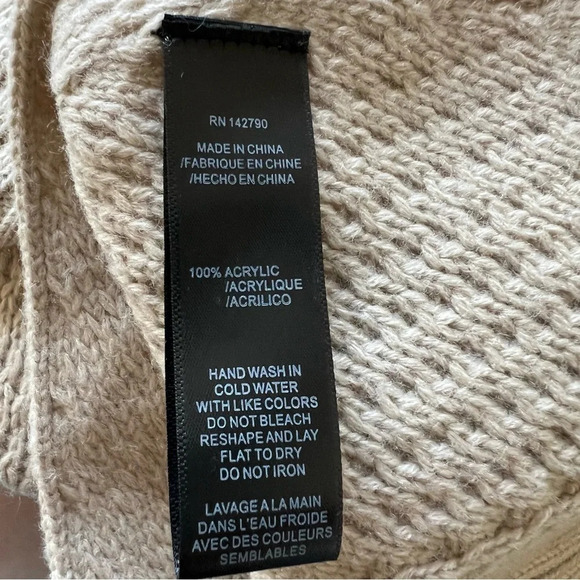 RN 142790
MADE IN CHINA
/FABRIQUE EN CHINE
/HECHO EN CHINA
100% ACRYLIC
/ACRYLIQUE
/ACRILICO
HAND WASH IN
COLD WATER
WITH LIKE COLORS
DO NOT BLEACH
RESHAPE AND LAY
FLAT TO DRY
DO NOT IRON
LAVAGE A LA MAIN
DANS L'EAU FROIDE
AVEC DES COULEURS
SEMBLABLES